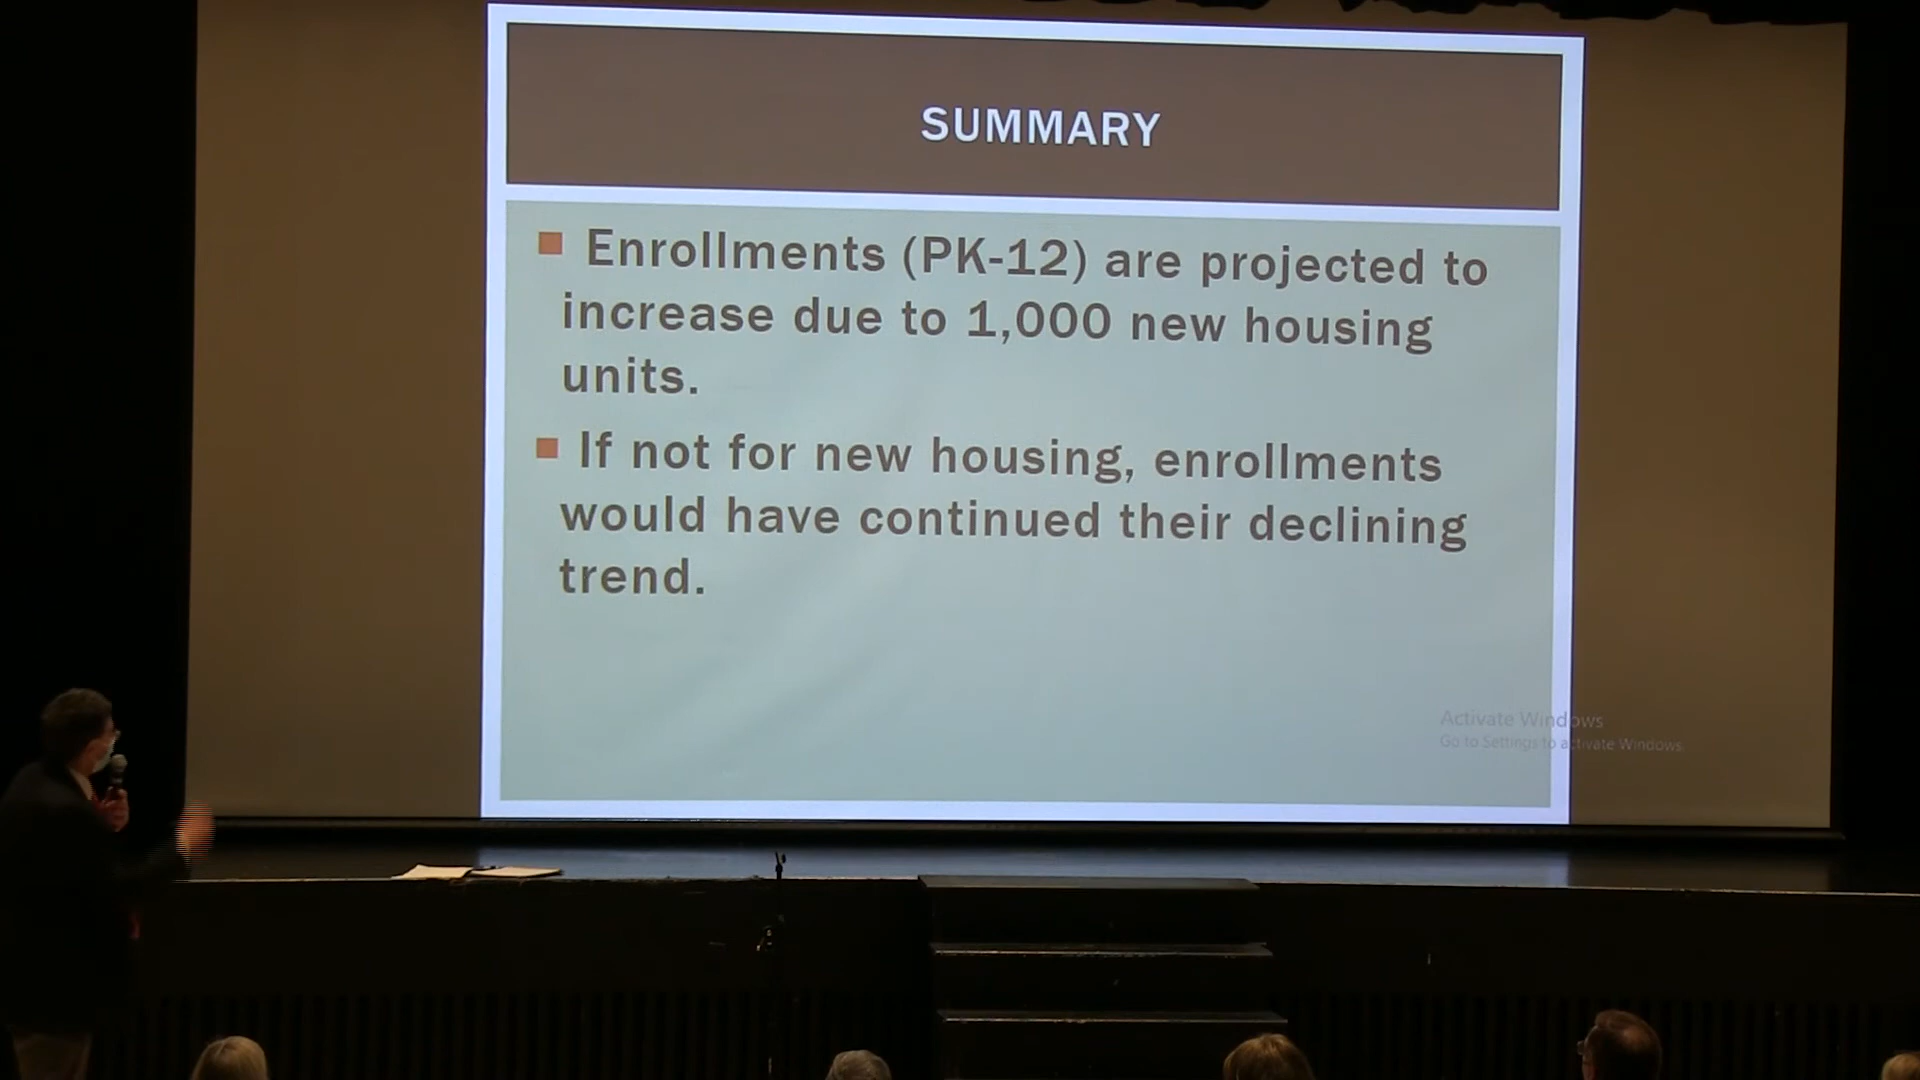 SUMMARY
Enrollments (PK-12) are projected to
increase due to 1,000 new housing
units.
If not for new housing, enrollments
would have continued their declining
trend.
Activate Windows
Go to Settings to activate Windows.